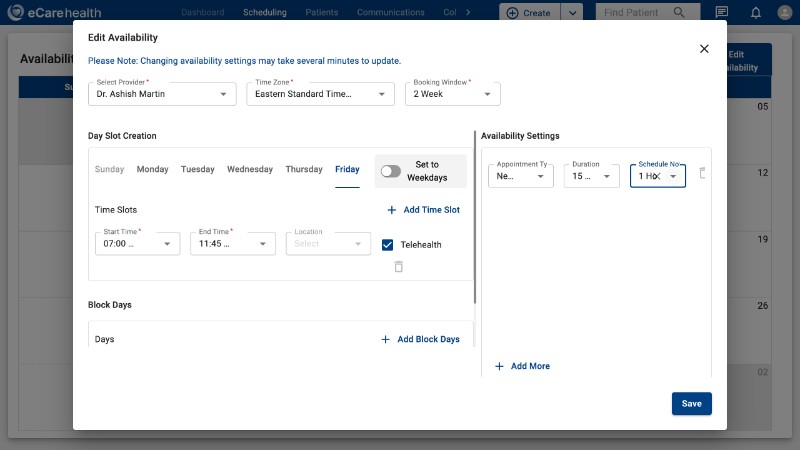 eCarehealth
Dashboard
Scheduling
Patients
Communications
Create
Find Patient
Edit
Edit Availability
Please Note: Changing availability settings may take several minutes to update.
Select Provider *
Dr. Ashish Martin
Time Zone *
Eastern Standard Time...
Booking Window *
2 Week
Day Slot Creation
Sunday
Monday
Tuesday
Wednesday
Thursday
Friday
Set to
Weekdays
Time Slots
Add Time Slot
Start Time *
07:00 ...
End Time *
11:45 ...
Location
Select
Telehealth
Block Days
Days
Add Block Days
Availability Settings
Appointment Ty
Ne...
Duration
15 ...
Schedule No
1 Ho
Add More
Save
05
12
19
26
02